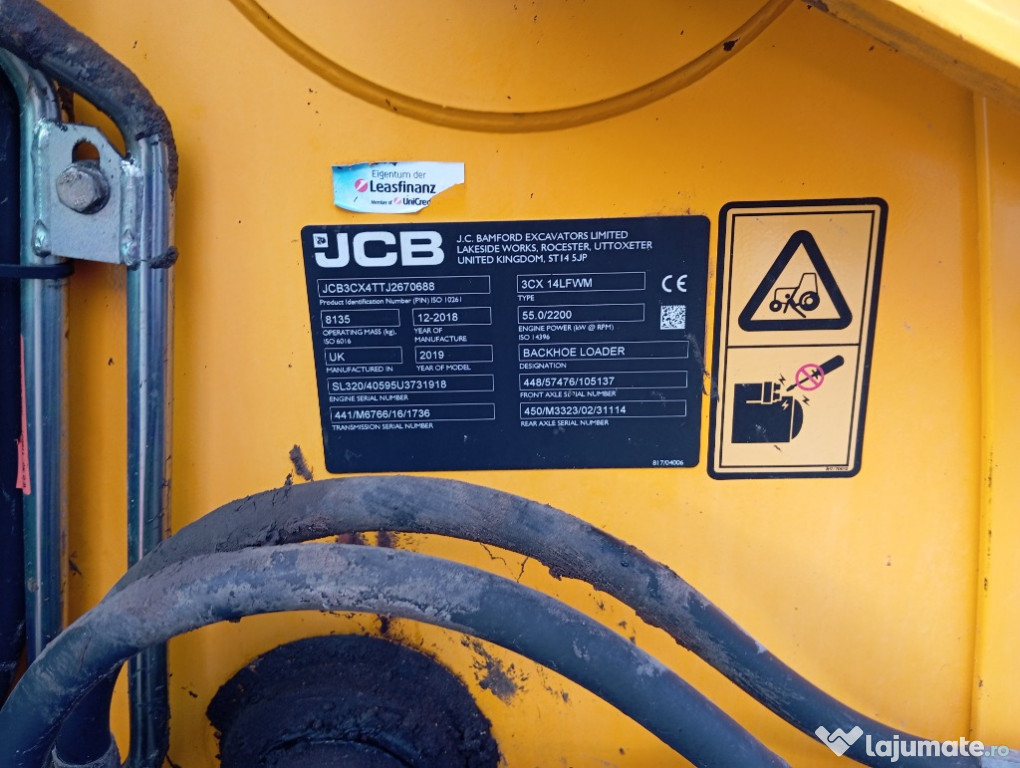 Eigentum der
Leasfinanz
Member of UniCred
JCB
J.C. BAMFORD EXCAVATORS LIMITED
LAKESIDE WORKS, ROCESTER, UTTOXETER
UNITED KINGDOM, ST14 5JP
JCB3CX4TTJ2670688
Product Identification Number (PIN) ISO 10261
8135
12-2018
OPERATING MASS (kg),
ISO 6016
YEAR OF
MANUFACTURE
UK
2019
MANUFACTURED IN
YEAR OF MODEL
SL320/40595U3731918
ENGINE SERIAL NUMBER
441/M6766/16/1736
TRANSMISSION SERIAL NUMBER
3CX 14LFWM
TYPE
CE
55.0/2200
ENGINE POWER (kW @ RPM)
ISO 14396
BACKHOE LOADER
DESIGNATION
448/57476/105137
FRONT AXLE SERIAL NUMBER
450/M3323/02/31114
REAR AXLE SERIAL NUMBER
817/04006
lajumate.ro